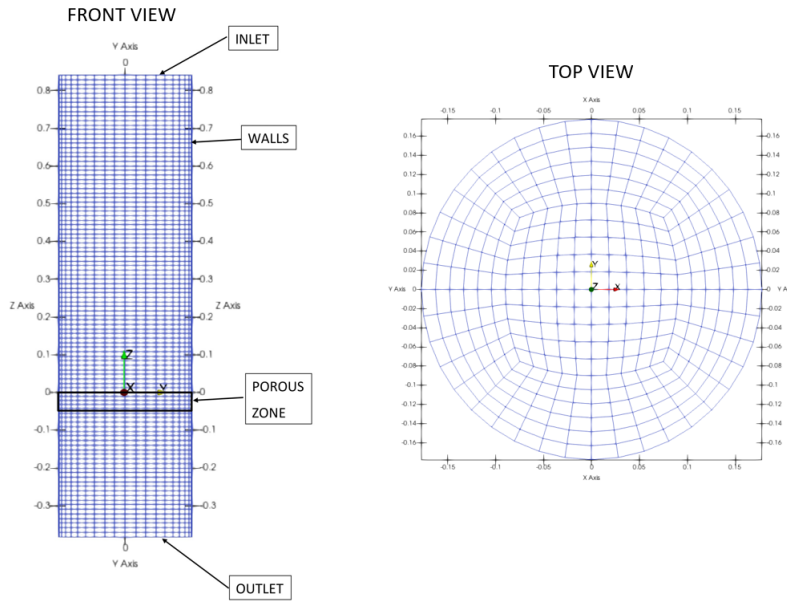 FRONT VIEW
INLET
Y Axis
0
0.8 0.8
0.7 0.7
WALLS
0.6 0.6
0.5 0.5
0.4 0.4
0.3 0.3
Z Axis Z Axis
0.2 0.2
0.1 Z 0.1
0 X Y 0
POROUS
ZONE
-0.1 -0.1
-0.2 -0.2
-0.3 -0.3
0
Y Axis
OUTLET
TOP VIEW
X Axis
-0.15 -0.1 -0.05 0 0.05 0.1 0.15
0.16 0.16
0.14 0.14
0.12 0.12
0.1 0.1
0.08 0.08
0.06 0.06
0.04 0.04
0.02 Y 0.02
Y Axis 0 Z X 0 Y A
-0.02 -0.02
-0.04 -0.04
-0.06 -0.06
-0.08 -0.08
-0.1 -0.1
-0.12 -0.12
-0.14 -0.14
-0.16 -0.16
-0.15 -0.1 -0.05 0 0.05 0.1 0.15
X Axis